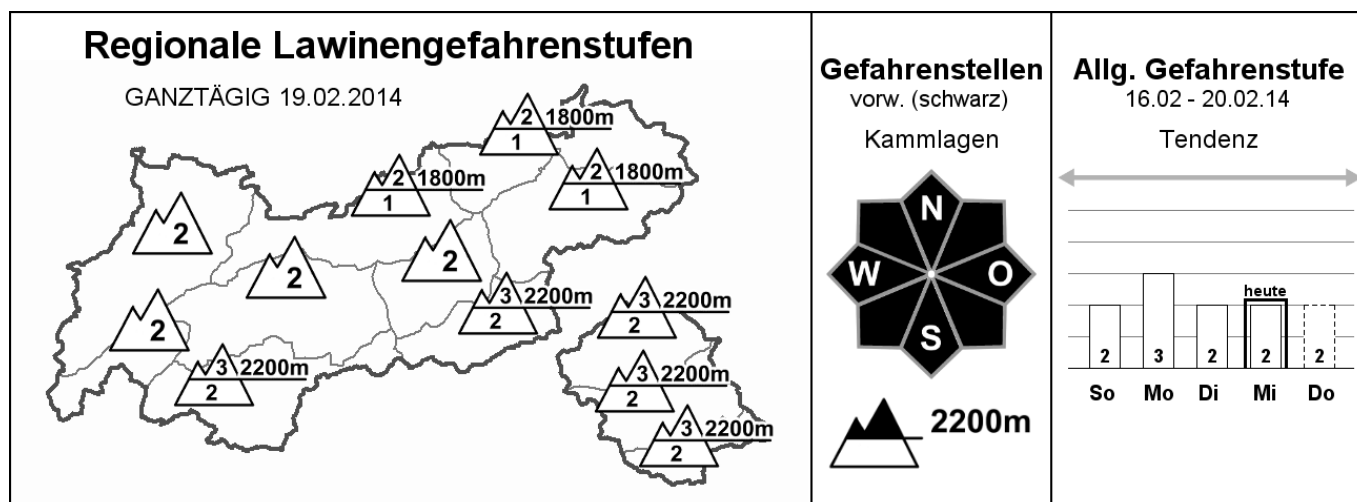 Regionale Lawinengefahrenstufen
GANZTÄGIG 19.02.2014
2 1800m
1
2 1800m
1
2 1800m
1
2
2
2
2
3 2200m
2
3 2200m
2
3 2200m
2
3 2200m
2
3 2200m
2
Gefahrenstellen
vorw. (schwarz)
Kammlagen
N
W O
S
2200m
Allg. Gefahrenstufe
16.02 - 20.02.14
Tendenz
heute
2 3 2 2 2
So Mo Di Mi Do